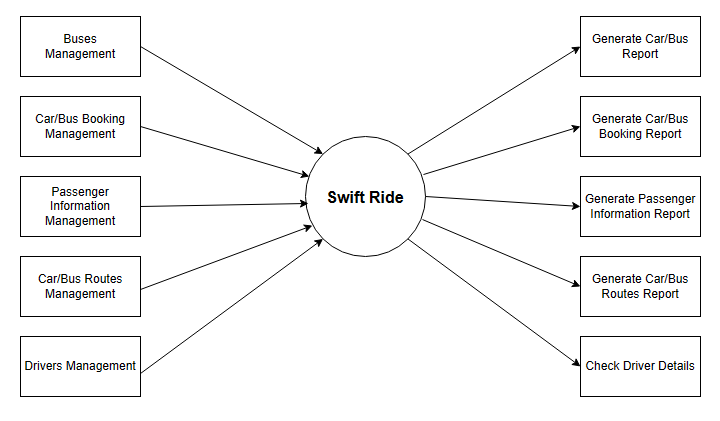 Buses
Management
Car/Bus Booking
Management
Passenger
Information
Management
Car/Bus Routes
Management
Drivers Management
Swift Ride
Generate Car/Bus
Report
Generate Car/Bus
Booking Report
Generate Passenger
Information Report
Generate Car/Bus
Routes Report
Check Driver Details